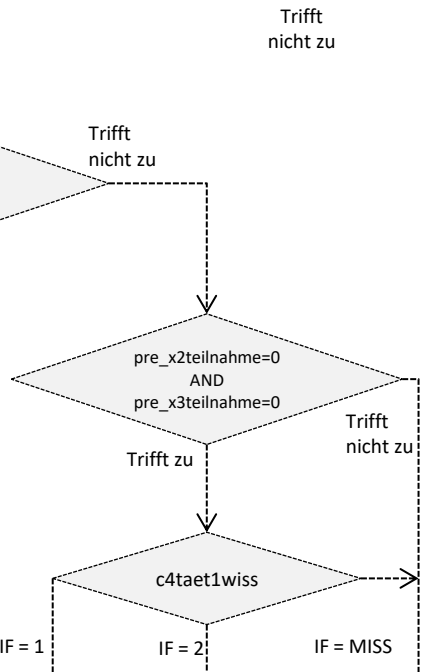 Trifft
nicht zu
Trifft
nicht zu
pre_x2teilnahme=0
AND
pre_x3teilnahme=0
Trifft
nicht zu
Trifft zu
c4taet1wiss
IF = 1
IF = 2
IF = MISS